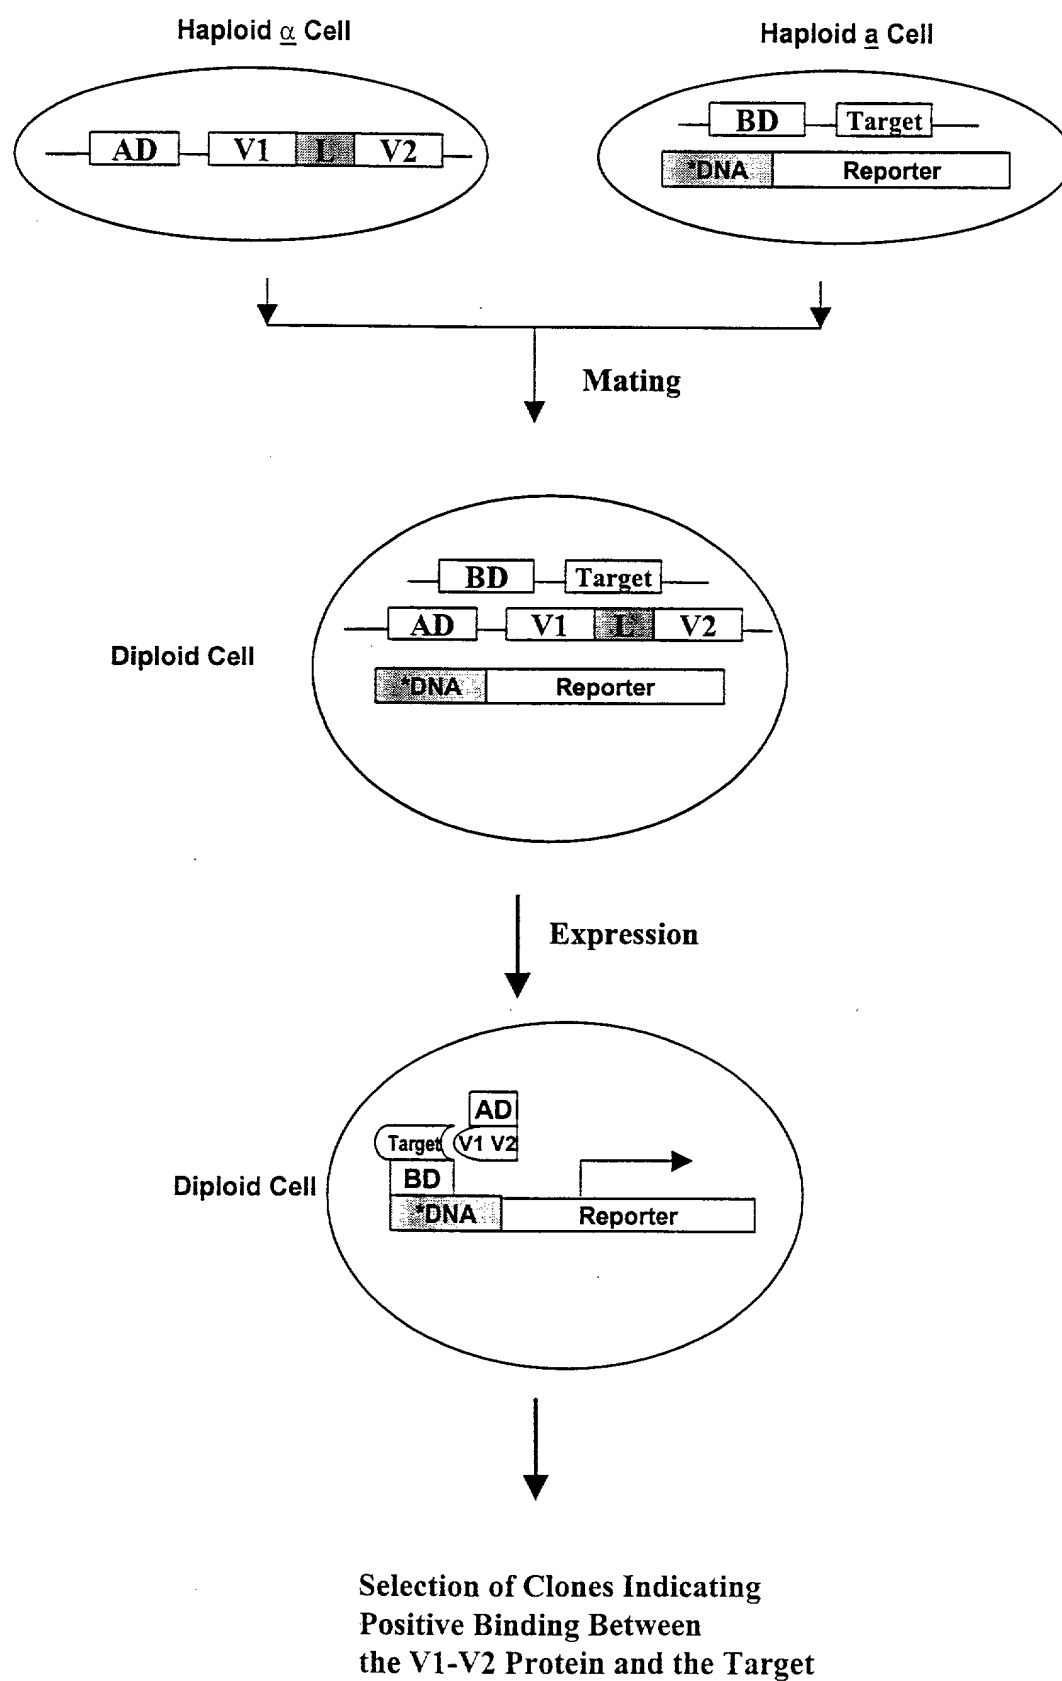 Haploid α Cell
Haploid a Cell
AD V1 L V2
BD Target
*DNA Reporter
Mating
BD Target
AD V1 L V2
Diploid Cell
*DNA Reporter
Expression
AD
Target V1 V2
Diploid Cell
BD
*DNA Reporter
Selection of Clones Indicating
Positive Binding Between
the V1-V2 Protein and the Target